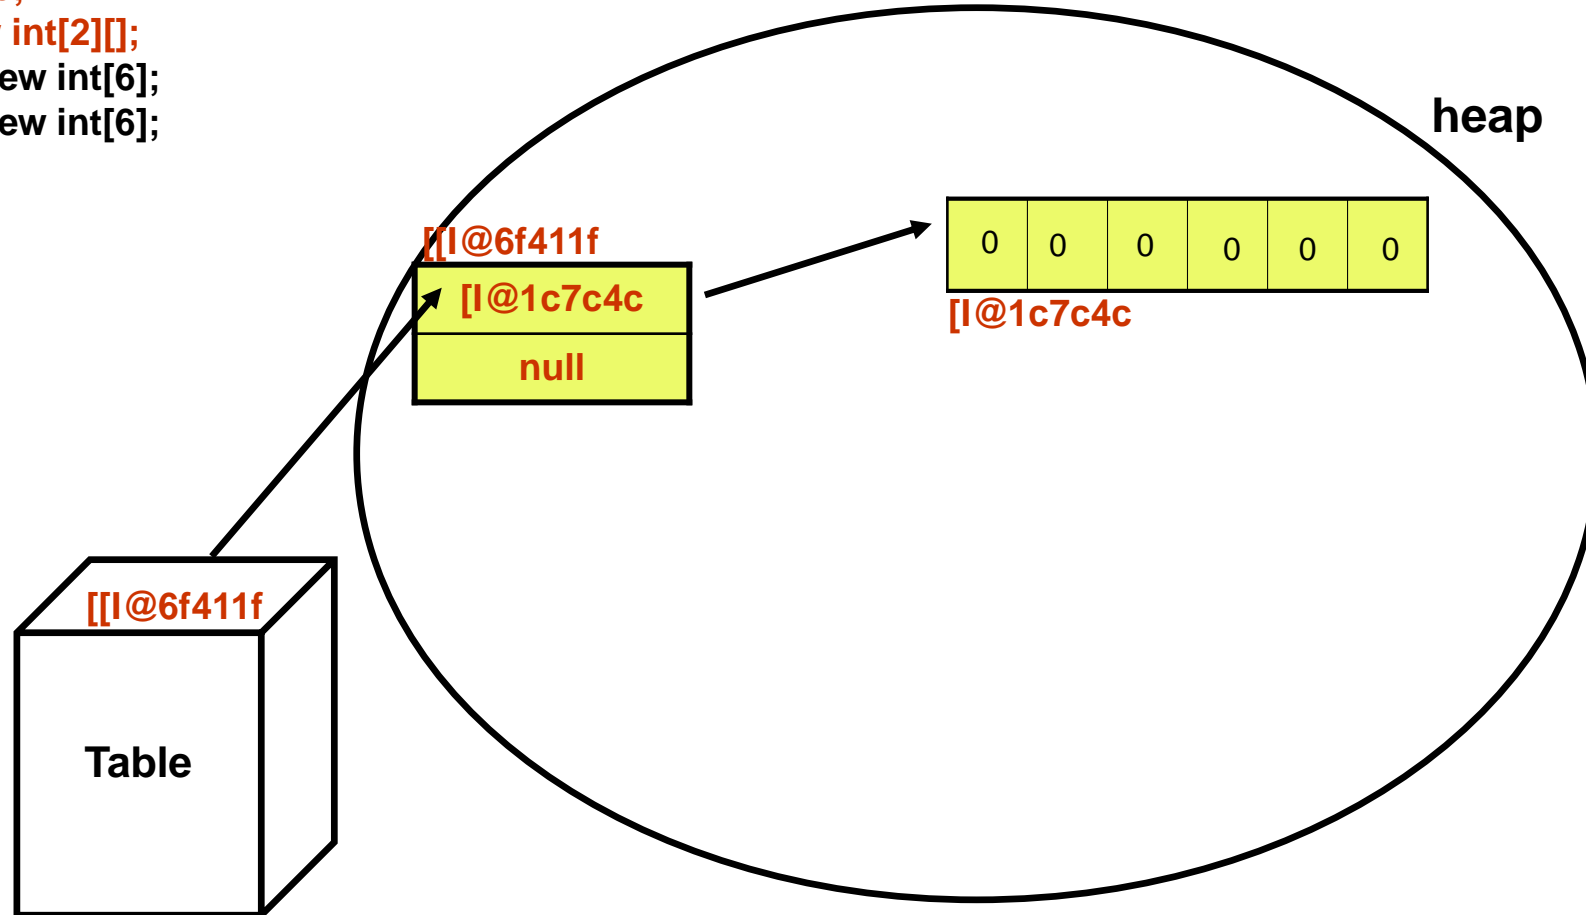 int[2][];
ew int[6];
ew int[6];
heap
[[I@6f411f
[I@1c7c4c
null
0 0 0 0 0 0
[I@1c7c4c
[[I@6f411f
Table